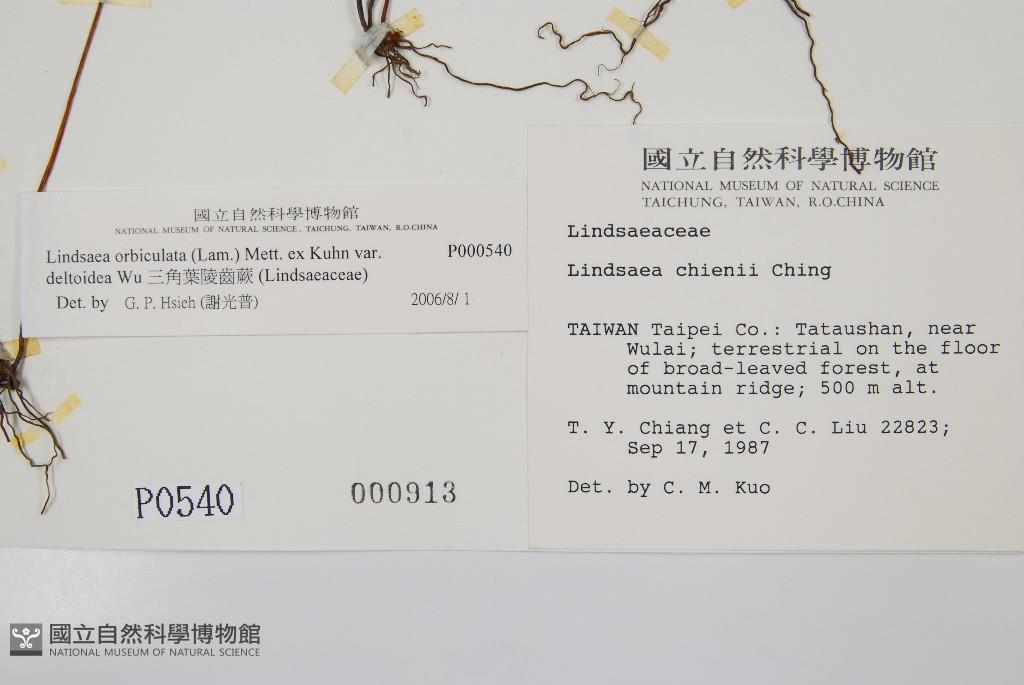 國立自然科學博物館
NATIONAL MUSEUM OF NATURAL SCIENCE, TAICHUNG, TAIWAN, R.O.CHINA
Lindsaea orbiculata (Lam.) Mett. ex Kuhn var. P000540
deltoidea Wu 三角葉陵齒蕨 (Lindsaeaceae)
Det. by G. P. Hsieh (謝光普) 2006/8/ 1
P0540 000913
國立自然科學博物館
NATIONAL MUSEUM OF NATURAL SCIENCE
TAICHUNG, TAIWAN, R.O.CHINA
Lindsaeaceae
Lindsaea chienii Ching
TAIWAN Taipei Co.: Tataushan, near
Wulai; terrestrial on the floor
of broad-leaved forest, at
mountain ridge; 500 m alt.
T. Y. Chiang et C. C. Liu 22823;
Sep 17, 1987
Det. by C. M. Kuo
國立自然科學博物館
NATIONAL MUSEUM OF NATURAL SCIENCE